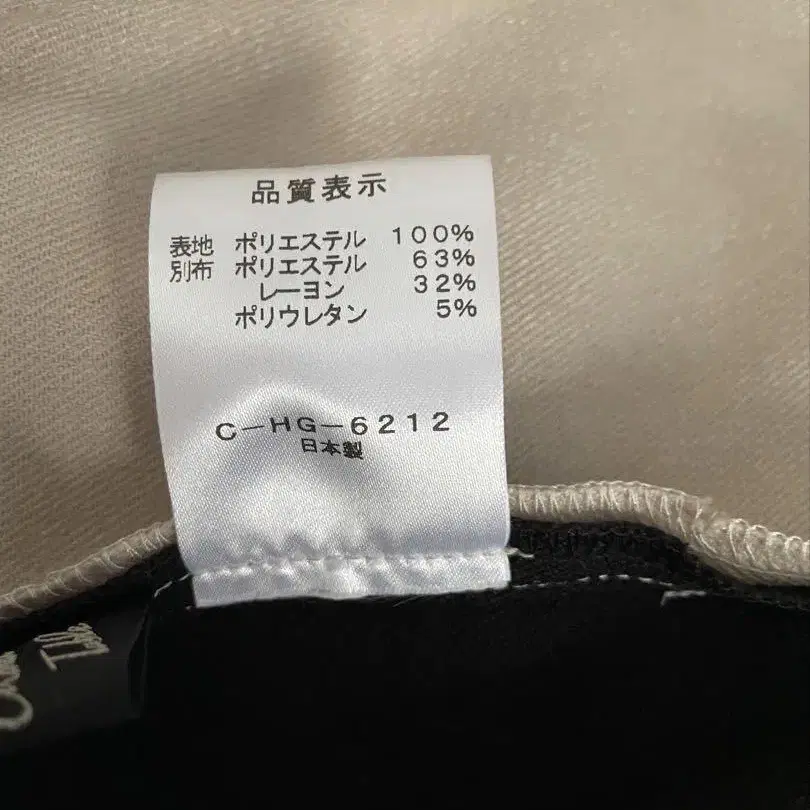 品質表示
表地 ポリエステル 100%
別布 ポリエステル 63%
レーヨン 32%
ポリウレタン 5%
C-HG-6212
日本製